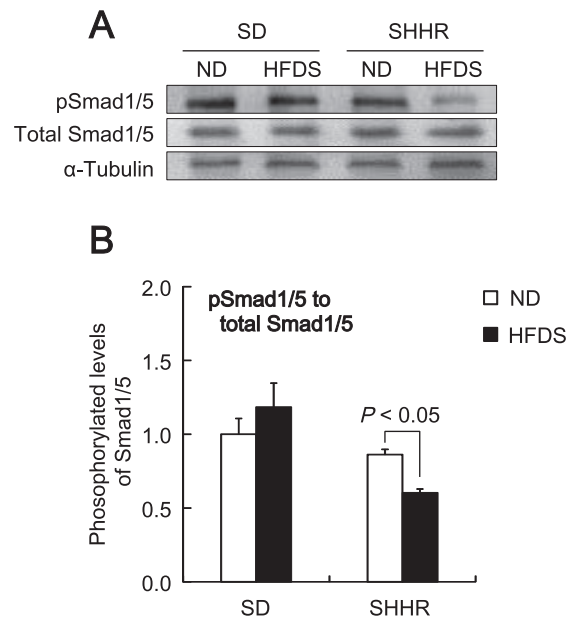 A
SD SHHR
ND HFDS ND HFDS
pSmad1/5
Total Smad1/5
α-Tubulin
B
pSmad1/5 to
total Smad1/5
ND
HFDS
Phosophorylated levels
of Smad1/5
2.0
1.5
1.0
0.5
0.0
P < 0.05
SD SHHR